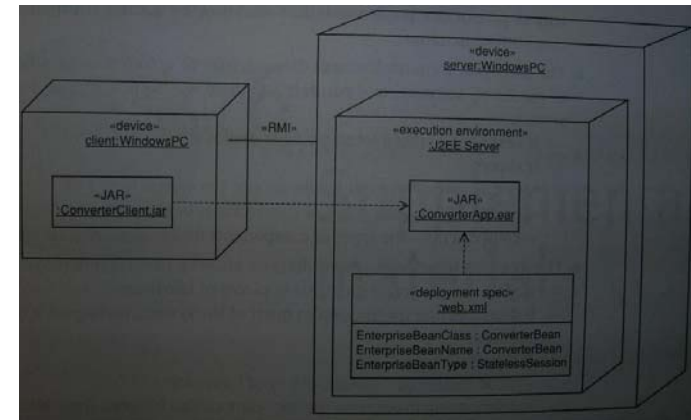 «device»
server:WindowsPC
«device»
client:WindowsPC
«RMI»
«execution environment»
:J2EE Server
«JAR»
:ConverterClient.jar
«JAR»
:ConverterApp.ear
«deployment spec»
:web.xml
EnterpriseBeanClass : ConverterBean
EnterpriseBeanName : ConverterBean
EnterpriseBeanType : StatelessSession